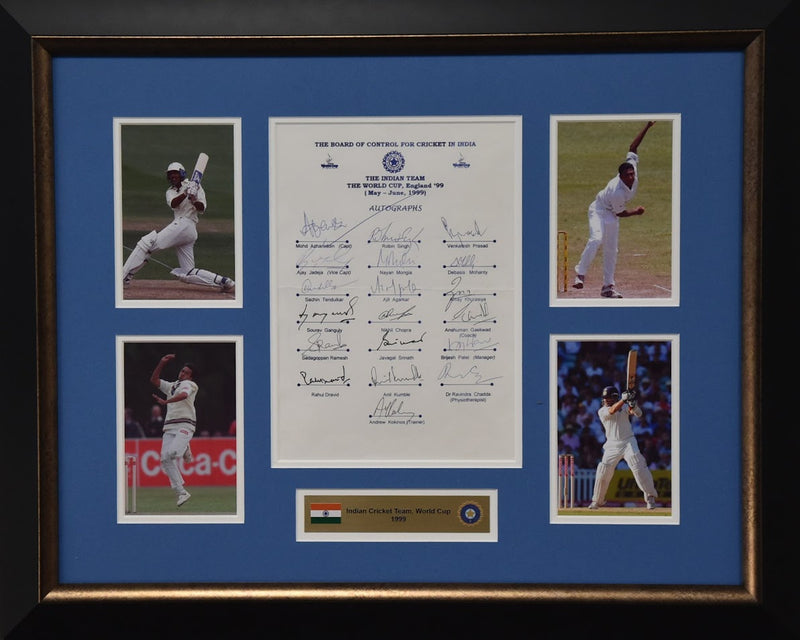 THE BOARD OF CONTROL FOR CRICKET IN INDIA
THE INDIAN TEAM
THE WORLD CUP, England '99
( May – June, 1999)
AUTOGRAPHS
Mohd Azharuddin (Capt) Robin Singh Venkatesh Prasad
Ajay Jadeja (Vice Capt) Nayan Mongia Debasis Mohanty
Sachin Tendulkar Ajit Agarkar Amay Khurasiya
Sourav Ganguly Nikhil Chopra Anshuman Gaekwad
(Coach)
Sadagoppan Ramesh Javagal Srinath Brijesh Patel (Manager)
Rahul Dravid Anil Kumble Dr Ravindra Chadda
(Physiotherapist)
Andrew Kokinos (Trainer)
Coca-C
Indian Cricket Team, World Cup
1999